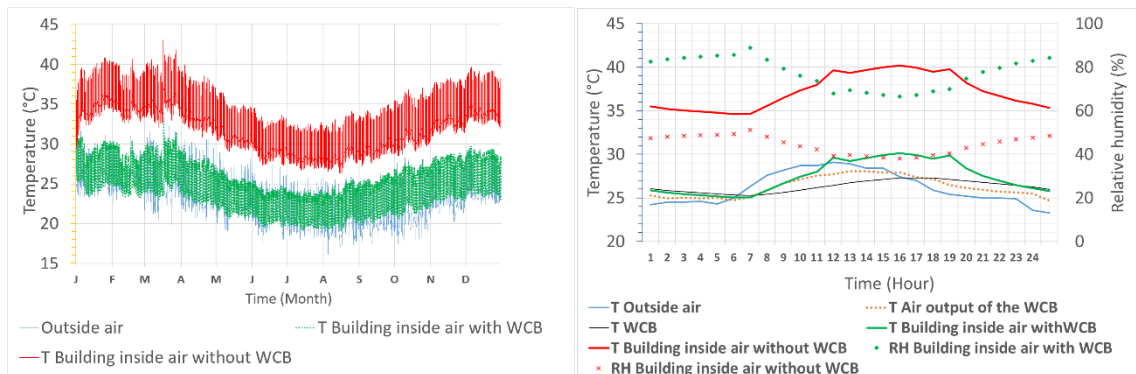 45
40
35
30
25
20
15
Temperature (°C)
J F M A M J J A S O N D
Time (Month)
Outside air
T Building inside air with WCB
T Building inside air without WCB
45
40
35
30
25
20
Temperature (°C)
100
80
60
40
20
0
Relative humidity (%)
1 2 3 4 5 6 7 8 9 10 11 12 13 14 15 16 17 18 19 20 21 22 23 24
Time (Hour)
T Outside air
T Air output of the WCB
T WCB
T Building inside air withWCB
T Building inside air without WCB
RH Building inside air with WCB
RH Building inside air without WCB